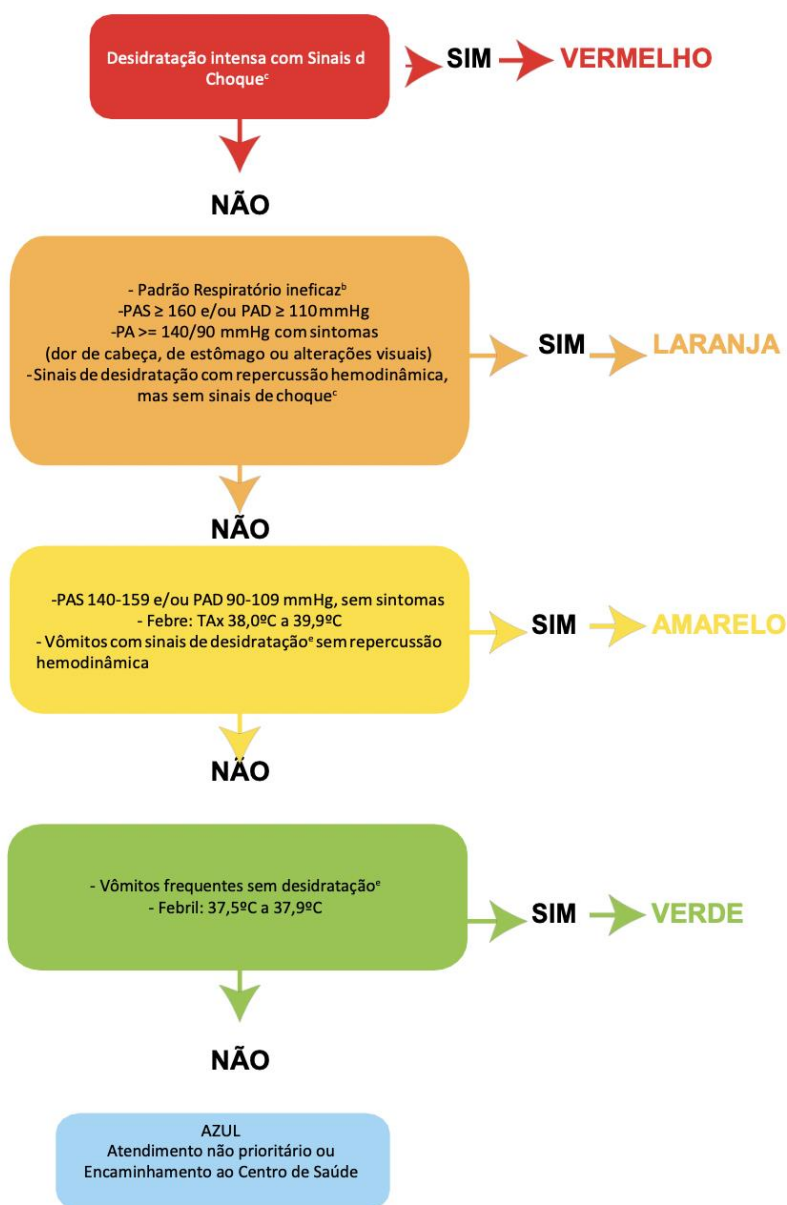 Desidratação intensa com Sinais d
Choqueᶜ
SIM
VERMELHO
NÃO
- Padrão Respiratório ineficazᵇ
-PAS ≥ 160 e/ou PAD ≥ 110 mmHg
-PA >= 140/90 mmHg com sintomas
(dor de cabeça, de estômago ou alterações visuais)
-Sinais de desidratação com repercussão hemodinâmica,
mas sem sinais de choqueᶜ
SIM
LARANJA
NÃO
-PAS 140-159 e/ou PAD 90-109 mmHg, sem sintomas
- Febre: TAx 38,0ºC a 39,9ºC
- Vômitos com sinais de desidrataçãoᵉ sem repercussão
hemodinâmica
SIM
AMARELO
NÃO
- Vômitos frequentes sem desidrataçãoᵉ
- Febril: 37,5ºC a 37,9ºC
SIM
VERDE
NÃO
AZUL
Atendimento não prioritário ou
Encaminhamento ao Centro de Saúde